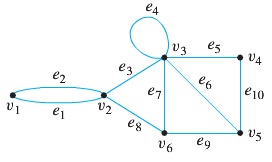 e₄
v₃
e₅
v₄
e₂
e₃
e₆
e₇
e₁₀
v₁
e₁
v₂
e₈
v₆
e₉
v₅